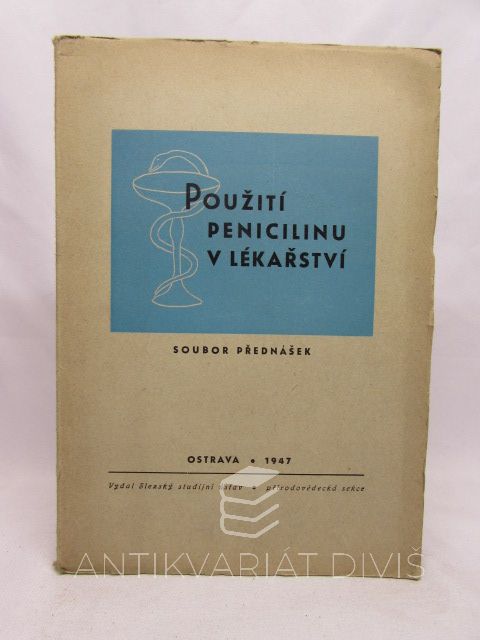 Použití
penicilinu
v lékařství
SOUBOR PŘEDNÁŠEK
OSTRAVA • 1947
Vydal Slezský studijní ústav • přírodovědecká sekce
ANTIKVARIÁT DIVIŠ